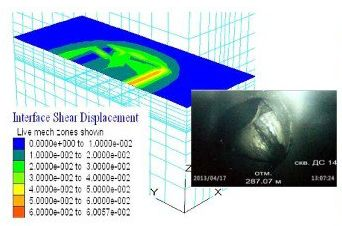 Interface Shear Displacement
Live mech zones shown
0.0000e+000 to 1.0000e-002
1.0000e-002 to 2.0000e-002
2.0000e-002 to 3.0000e-002
3.0000e-002 to 4.0000e-002
4.0000e-002 to 5.0000e-002
5.0000e-002 to 6.0000e-002
6.0000e-002 to 6.0057e-002
Z
Y
X
скв. ДС 14
отм.
287.07 м
2013/04/17
13:07:24